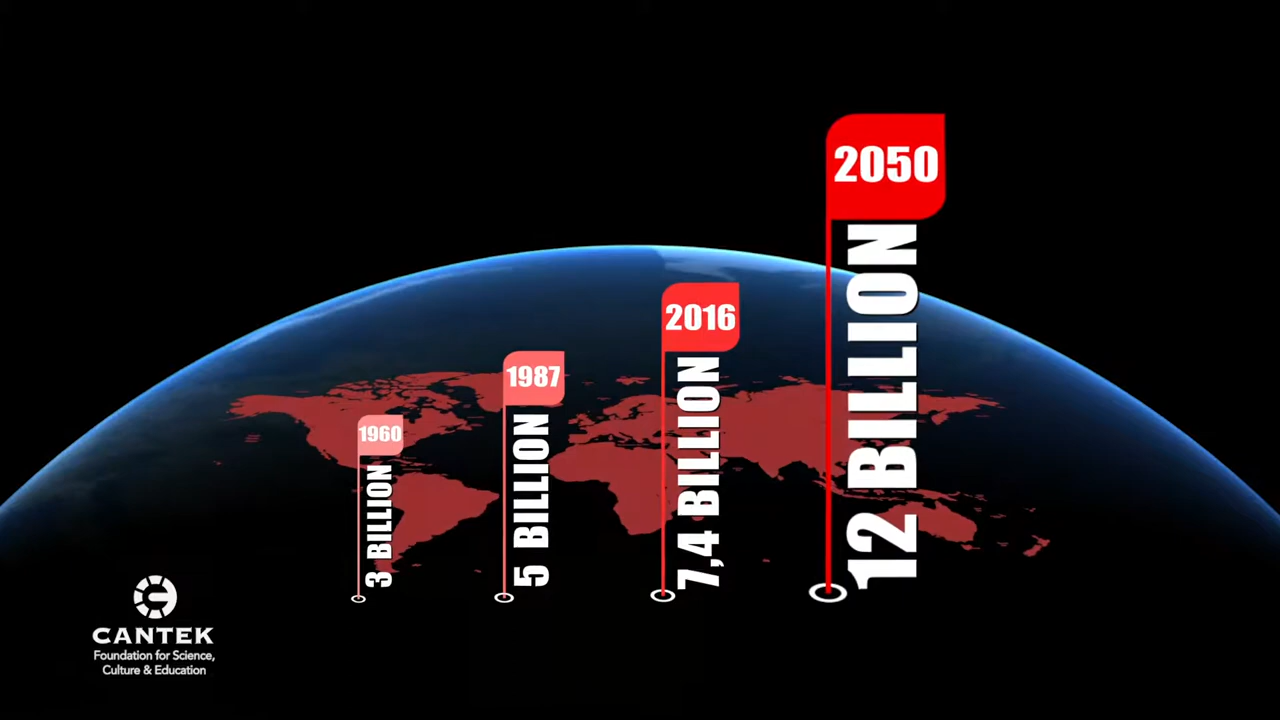 1960
3 BILLION
1987
5 BILLION
2016
7,4 BILLION
2050
12 BILLION
CANTEK
Foundation for Science,
Culture & Education